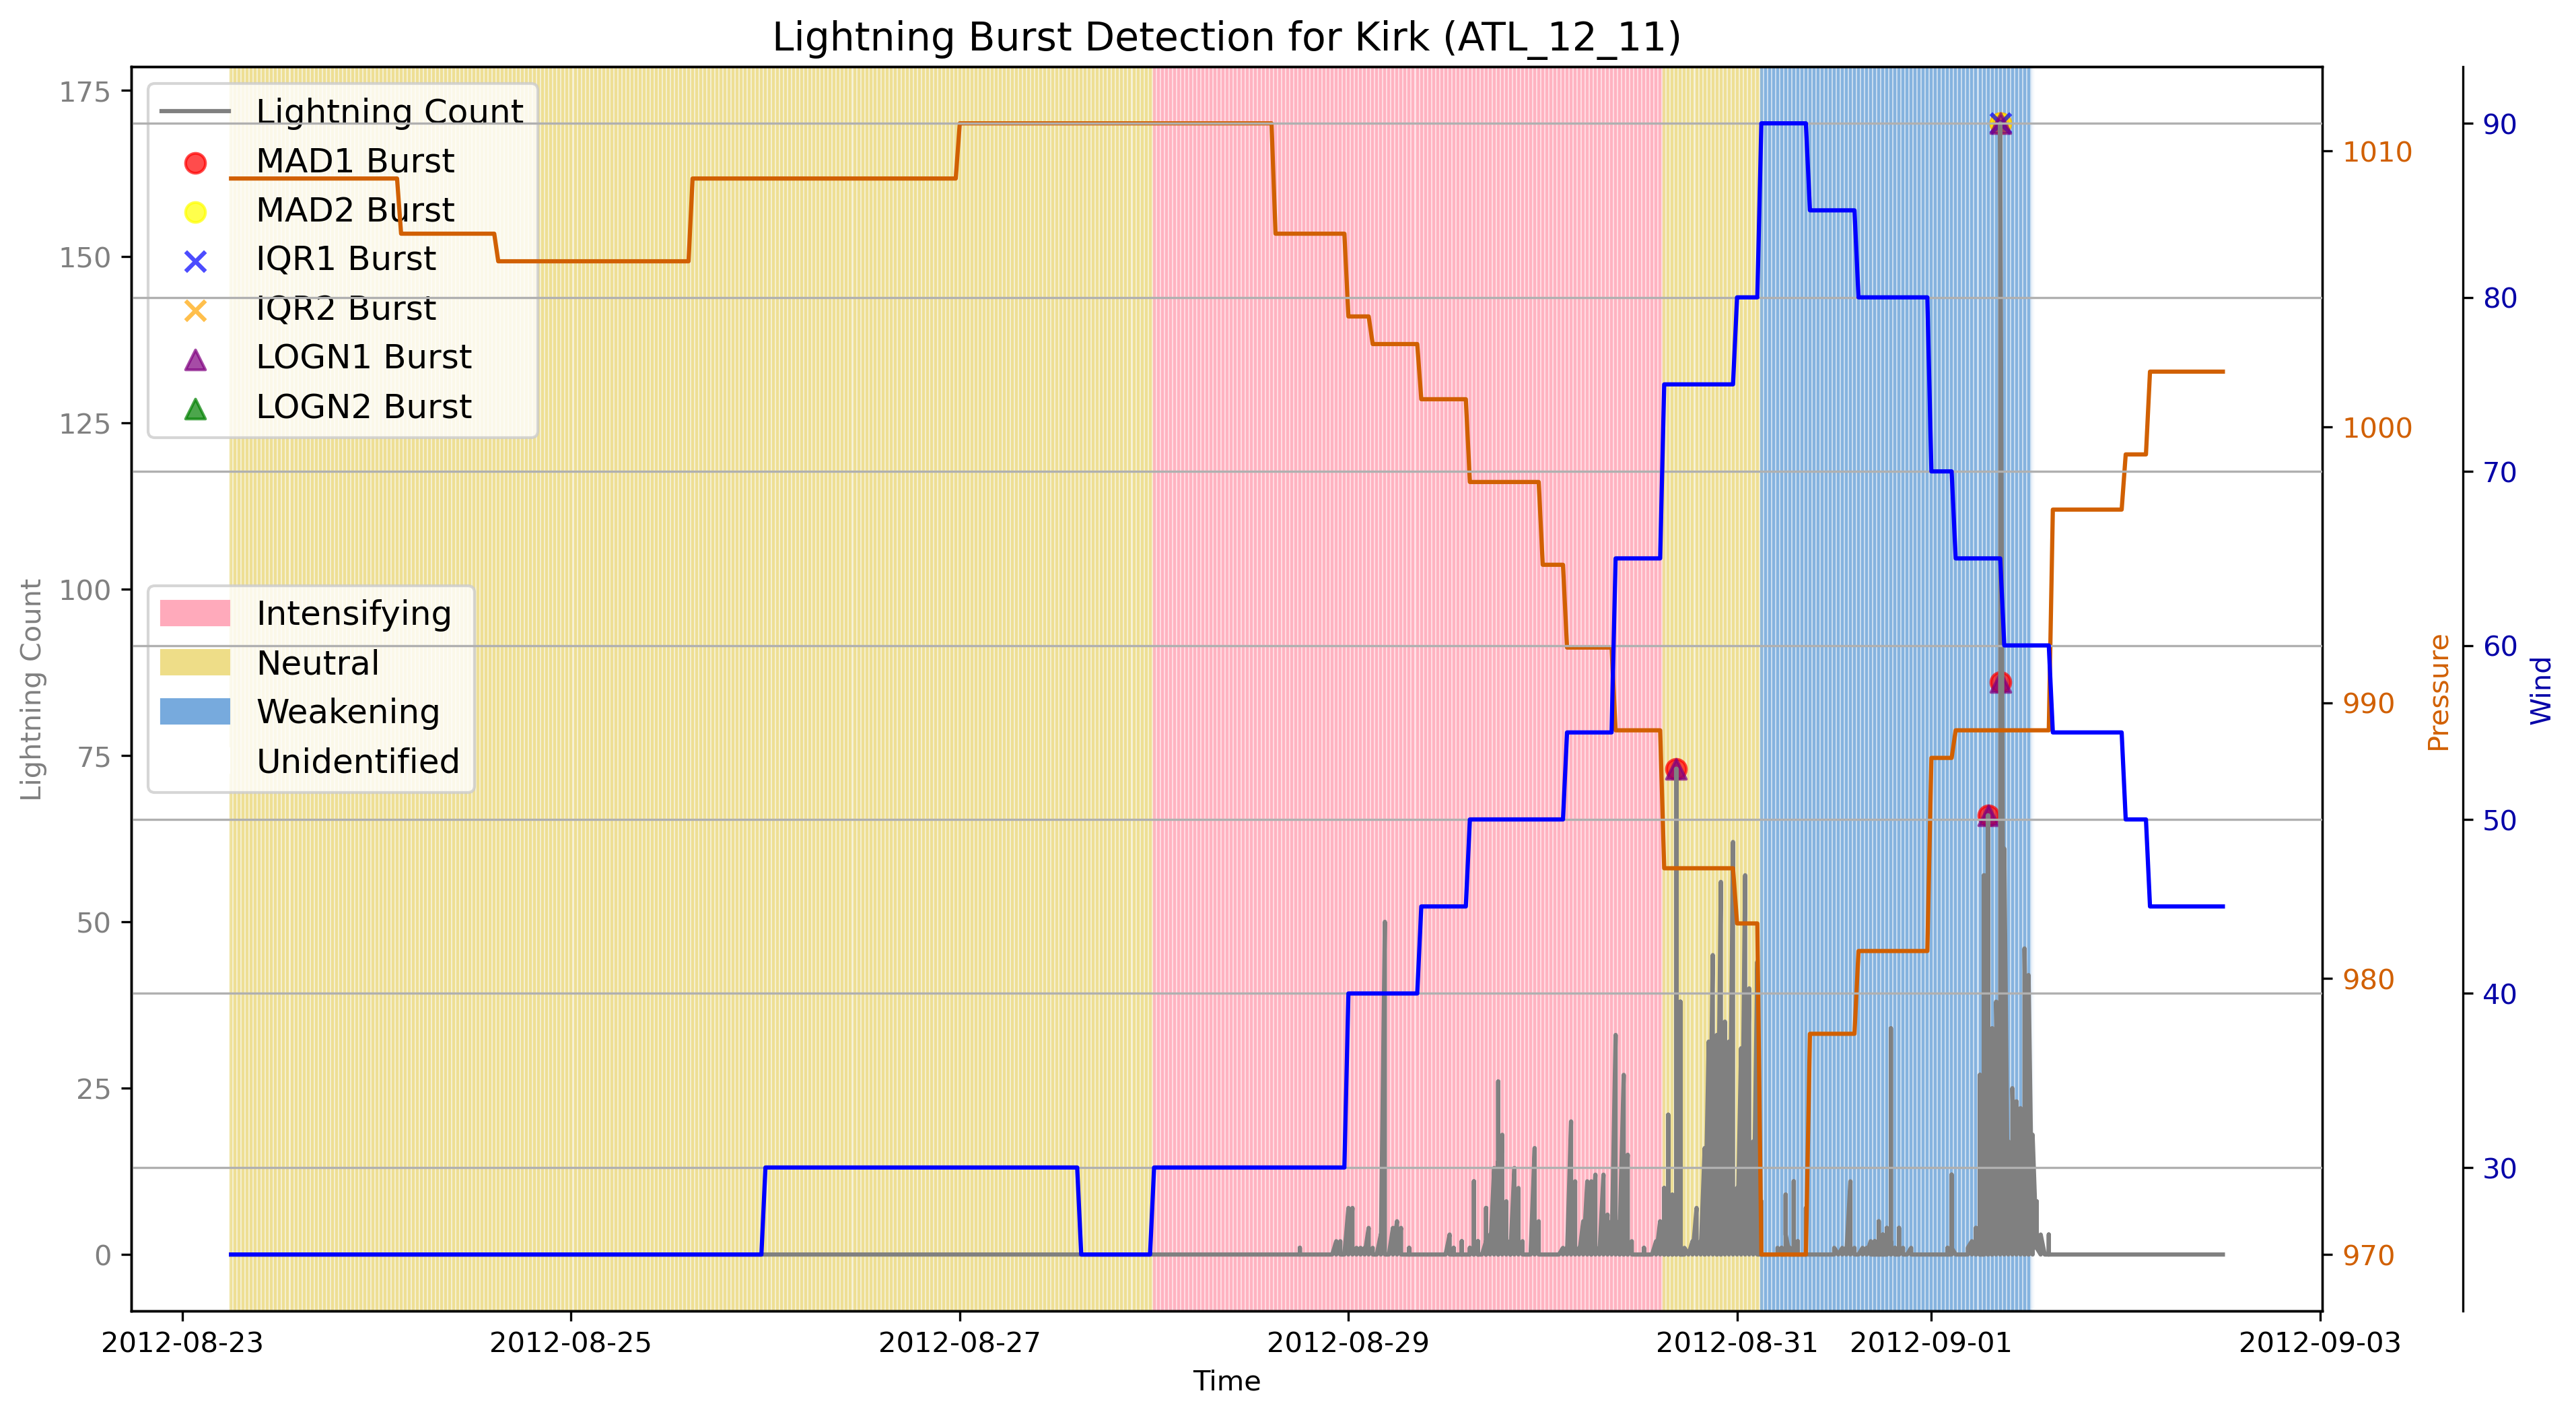 Lightning Burst Detection for Kirk (ATL_12_11)
Lightning Count
175
150
125
100
75
50
25
0
Lightning Count
MAD1 Burst
MAD2 Burst
IQR1 Burst
IQR2 Burst
LOGN1 Burst
LOGN2 Burst
Intensifying
Neutral
Weakening
Unidentified
1010
1000
990
980
970
Pressure
90
80
70
60
50
40
30
Wind
2012-08-23 2012-08-25 2012-08-27 2012-08-29 2012-08-31 2012-09-01 2012-09-03
Time